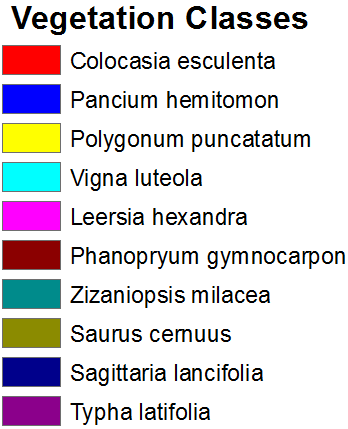 Vegetation Classes
Colocasia esculenta
Pancium hemitomon
Polygonum puncatatum
Vigna luteola
Leersia hexandra
Phanopryum gymnocarpon
Zizaniopsis milacea
Saurus cernuus
Sagittaria lancifolia
Typha latifolia